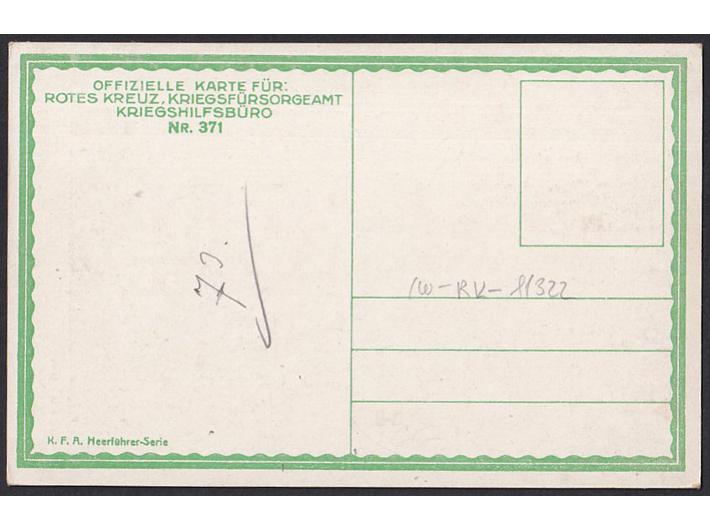 OFFIZIELLE KARTE FÜR:
ROTES KREUZ, KRIEGSFÜRSORGEAMT
KRIEGSHILFSBÜRO
NR. 371
K. F. A. Heerführer-Serie